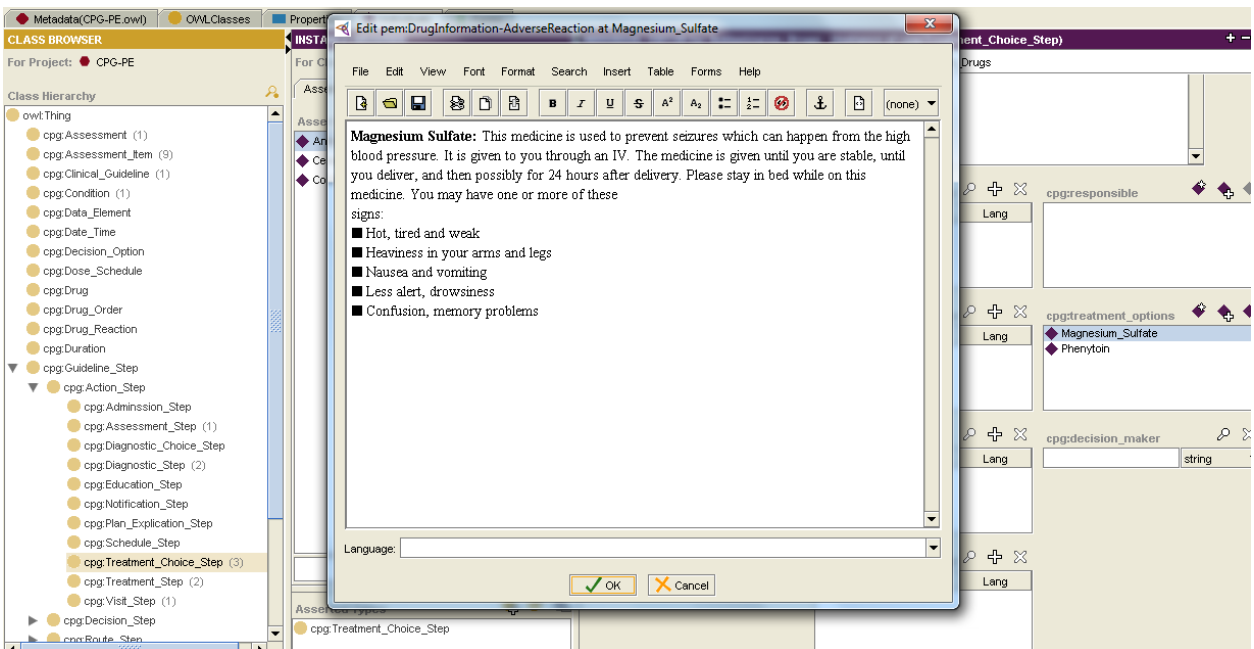 Metadata(CPG-PE.owl)
OWLClasses
Propert
CLASS BROWSER
For Project: CPG-PE
Class Hierarchy
owl:Thing
cpg:Assessment (1)
cpg:Assessment_Item (9)
cpg:Clinical_Guideline (1)
cpg:Condition (1)
cpg:Data_Element
cpg:Date_Time
cpg:Decision_Option
cpg:Dose_Schedule
cpg:Drug
cpg:Drug_Order
cpg:Drug_Reaction
cpg:Duration
cpg:Guideline_Step
cpg:Action_Step
cpg:Adminssion_Step
cpg:Assessment_Step (1)
cpg:Diagnostic_Choice_Step
cpg:Diagnostic_Step (2)
cpg:Education_Step
cpg:Notification_Step
cpg:Plan_Explication_Step
cpg:Schedule_Step
cpg:Treatment_Choice_Step (3)
cpg:Treatment_Step (2)
cpg:Visit_Step (1)
cpg:Decision_Step
cpg:Route_Step
INSTA
For C
Asse
Asse
An
Ce
Co
Asserted Types
cpg:Treatment_Choice_Step
Edit pem:DrugInformation-AdverseReaction at Magnesium_Sulfate
File Edit View Font Format Search Insert Table Forms Help
B I U S A² A₂ (none)
Magnesium Sulfate: This medicine is used to prevent seizures which can happen from the high
blood pressure. It is given to you through an IV. The medicine is given until you are stable, until
you deliver, and then possibly for 24 hours after delivery. Please stay in bed while on this
medicine. You may have one or more of these
signs:
■ Hot, tired and weak
■ Heaviness in your arms and legs
■ Nausea and vomiting
■ Less alert, drowsiness
■ Confusion, memory problems
Language:
OK
Cancel
ent_Choice_Step)
Drugs
Lang
cpg:responsible
Lang
cpg:treatment_options
Magnesium_Sulfate
Phenytoin
Lang
cpg:decision_maker
string
Lang